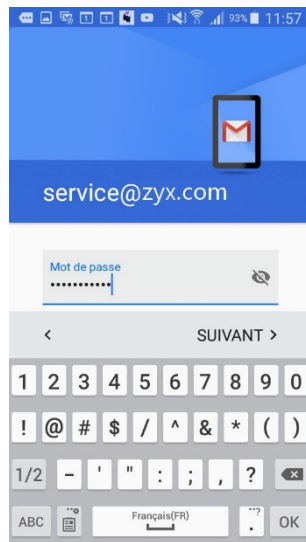 93% 11:57
service@zyx.com
Mot de passe
•••••••••••
< SUIVANT >
1 2 3 4 5 6 7 8 9 0
! @ # $ / ^ & * ( )
1/2 - ' " : ; , ?
ABC Français(FR) . OK